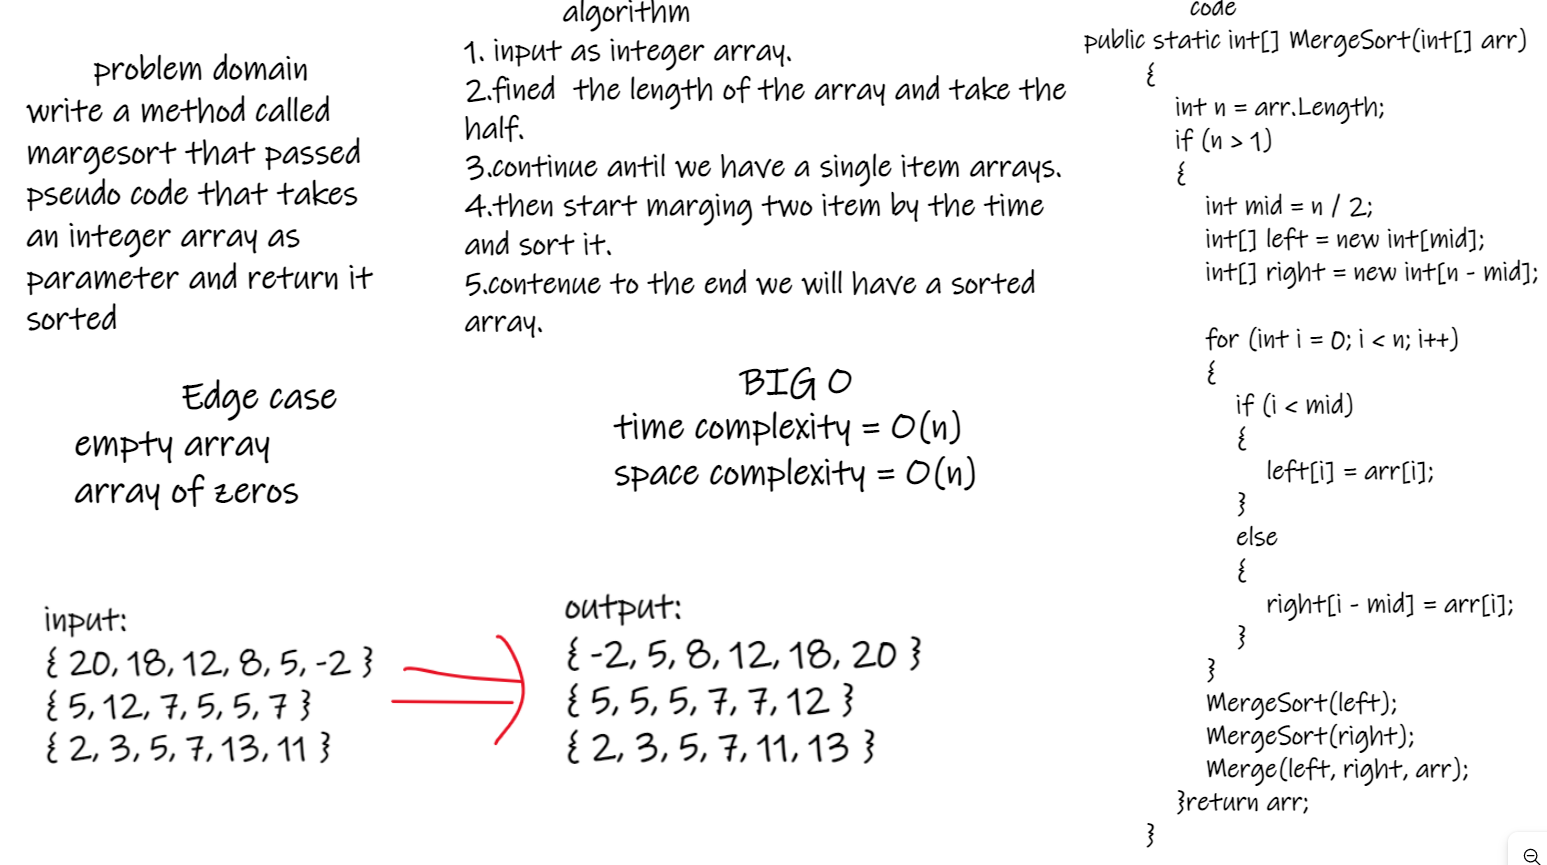 problem domain
write a method called
margesort that passed
pseudo code that takes
an integer array as
parameter and return it
sorted
Edge case
empty array
array of zeros
algorithm
1. input as integer array.
2.fined the length of the array and take the
half.
3.continue antil we have a single item arrays.
4.then start marging two item by the time
and sort it.
5.contenue to the end we will have a sorted
array.
BIG O
time complexity = O(n)
space complexity = O(n)
input:
{ 20, 18, 12, 8, 5, -2 }
{ 5, 12, 7, 5, 5, 7 }
{ 2, 3, 5, 7, 13, 11 }
output:
{ -2, 5, 8, 12, 18, 20 }
{ 5, 5, 5, 7, 7, 12 }
{ 2, 3, 5, 7, 11, 13 }
code
public static int[] MergeSort(int[] arr)
{
int n = arr.Length;
if (n > 1)
{
int mid = n / 2;
int[] left = new int[mid];
int[] right = new int[n - mid];
for (int i = 0; i < n; i++)
{
if (i < mid)
{
left[i] = arr[i];
}
else
{
right[i - mid] = arr[i];
}
}
MergeSort(left);
MergeSort(right);
Merge(left, right, arr);
}return arr;
}